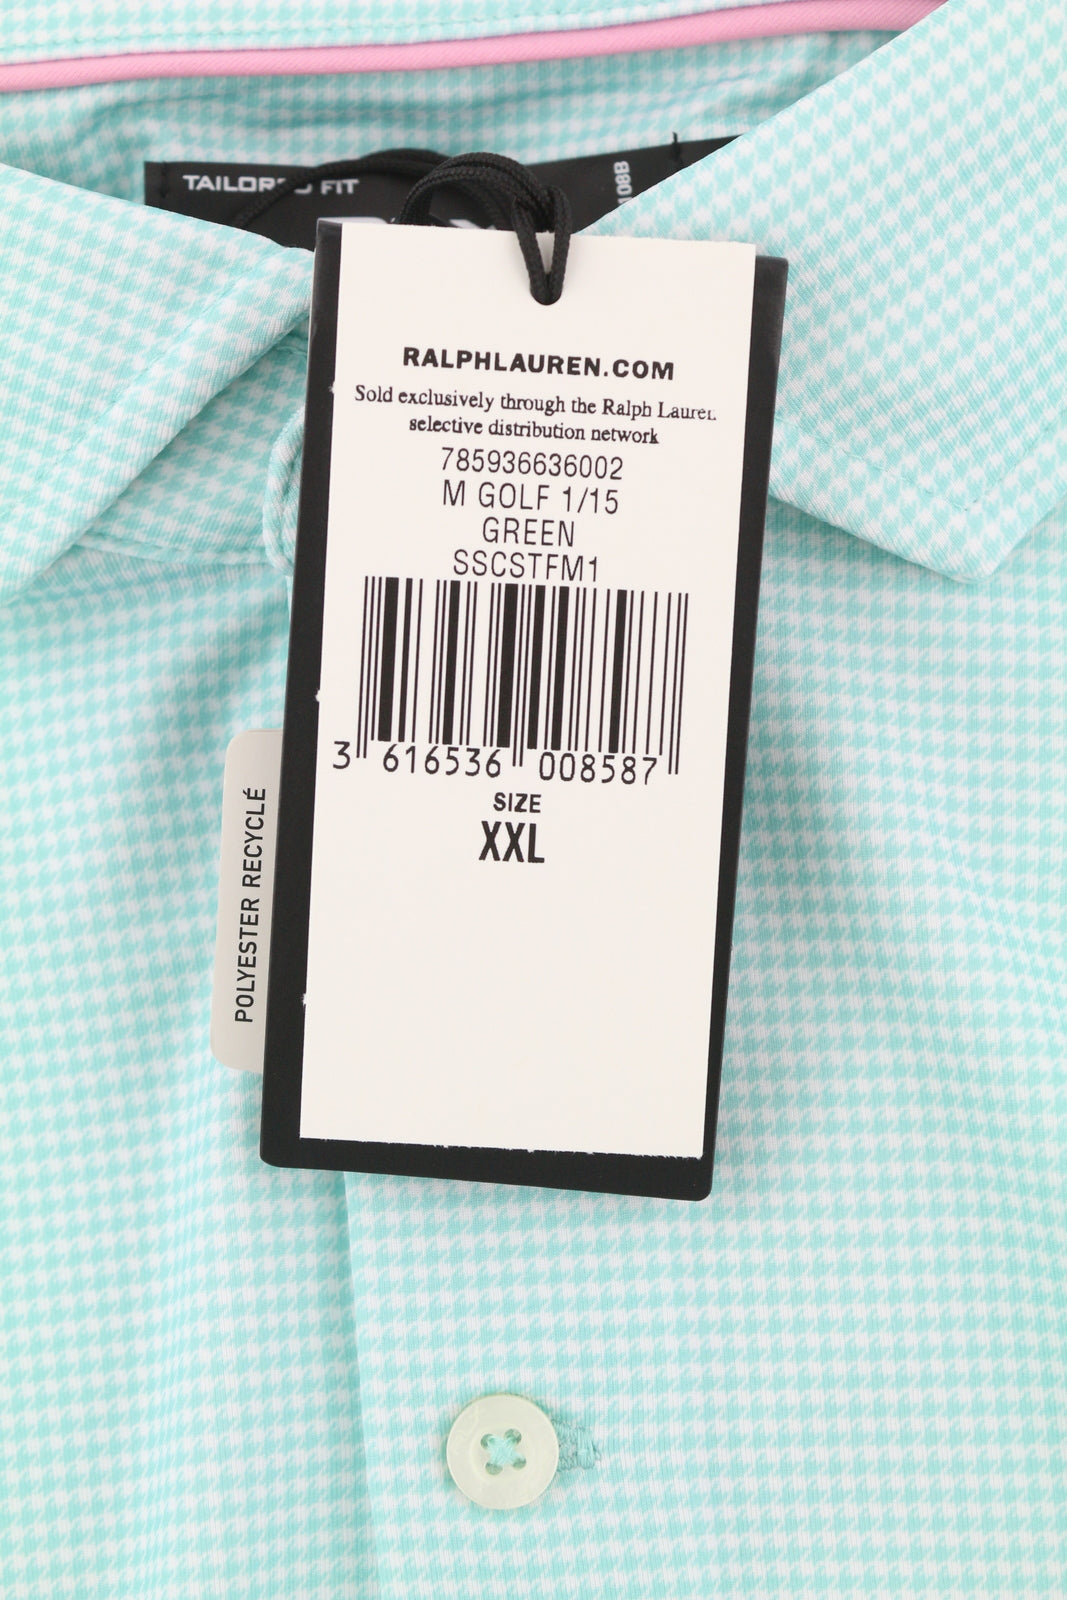 TAILORED FIT
108B
RALPHLAUREN.COM
Sold exclusively through the Ralph Lauren
selective distribution network
785936636002
M GOLF 1/15
GREEN
SSCSTFM1
3 616536 008587
SIZE
XXL
POLYESTER RECYCLÉ